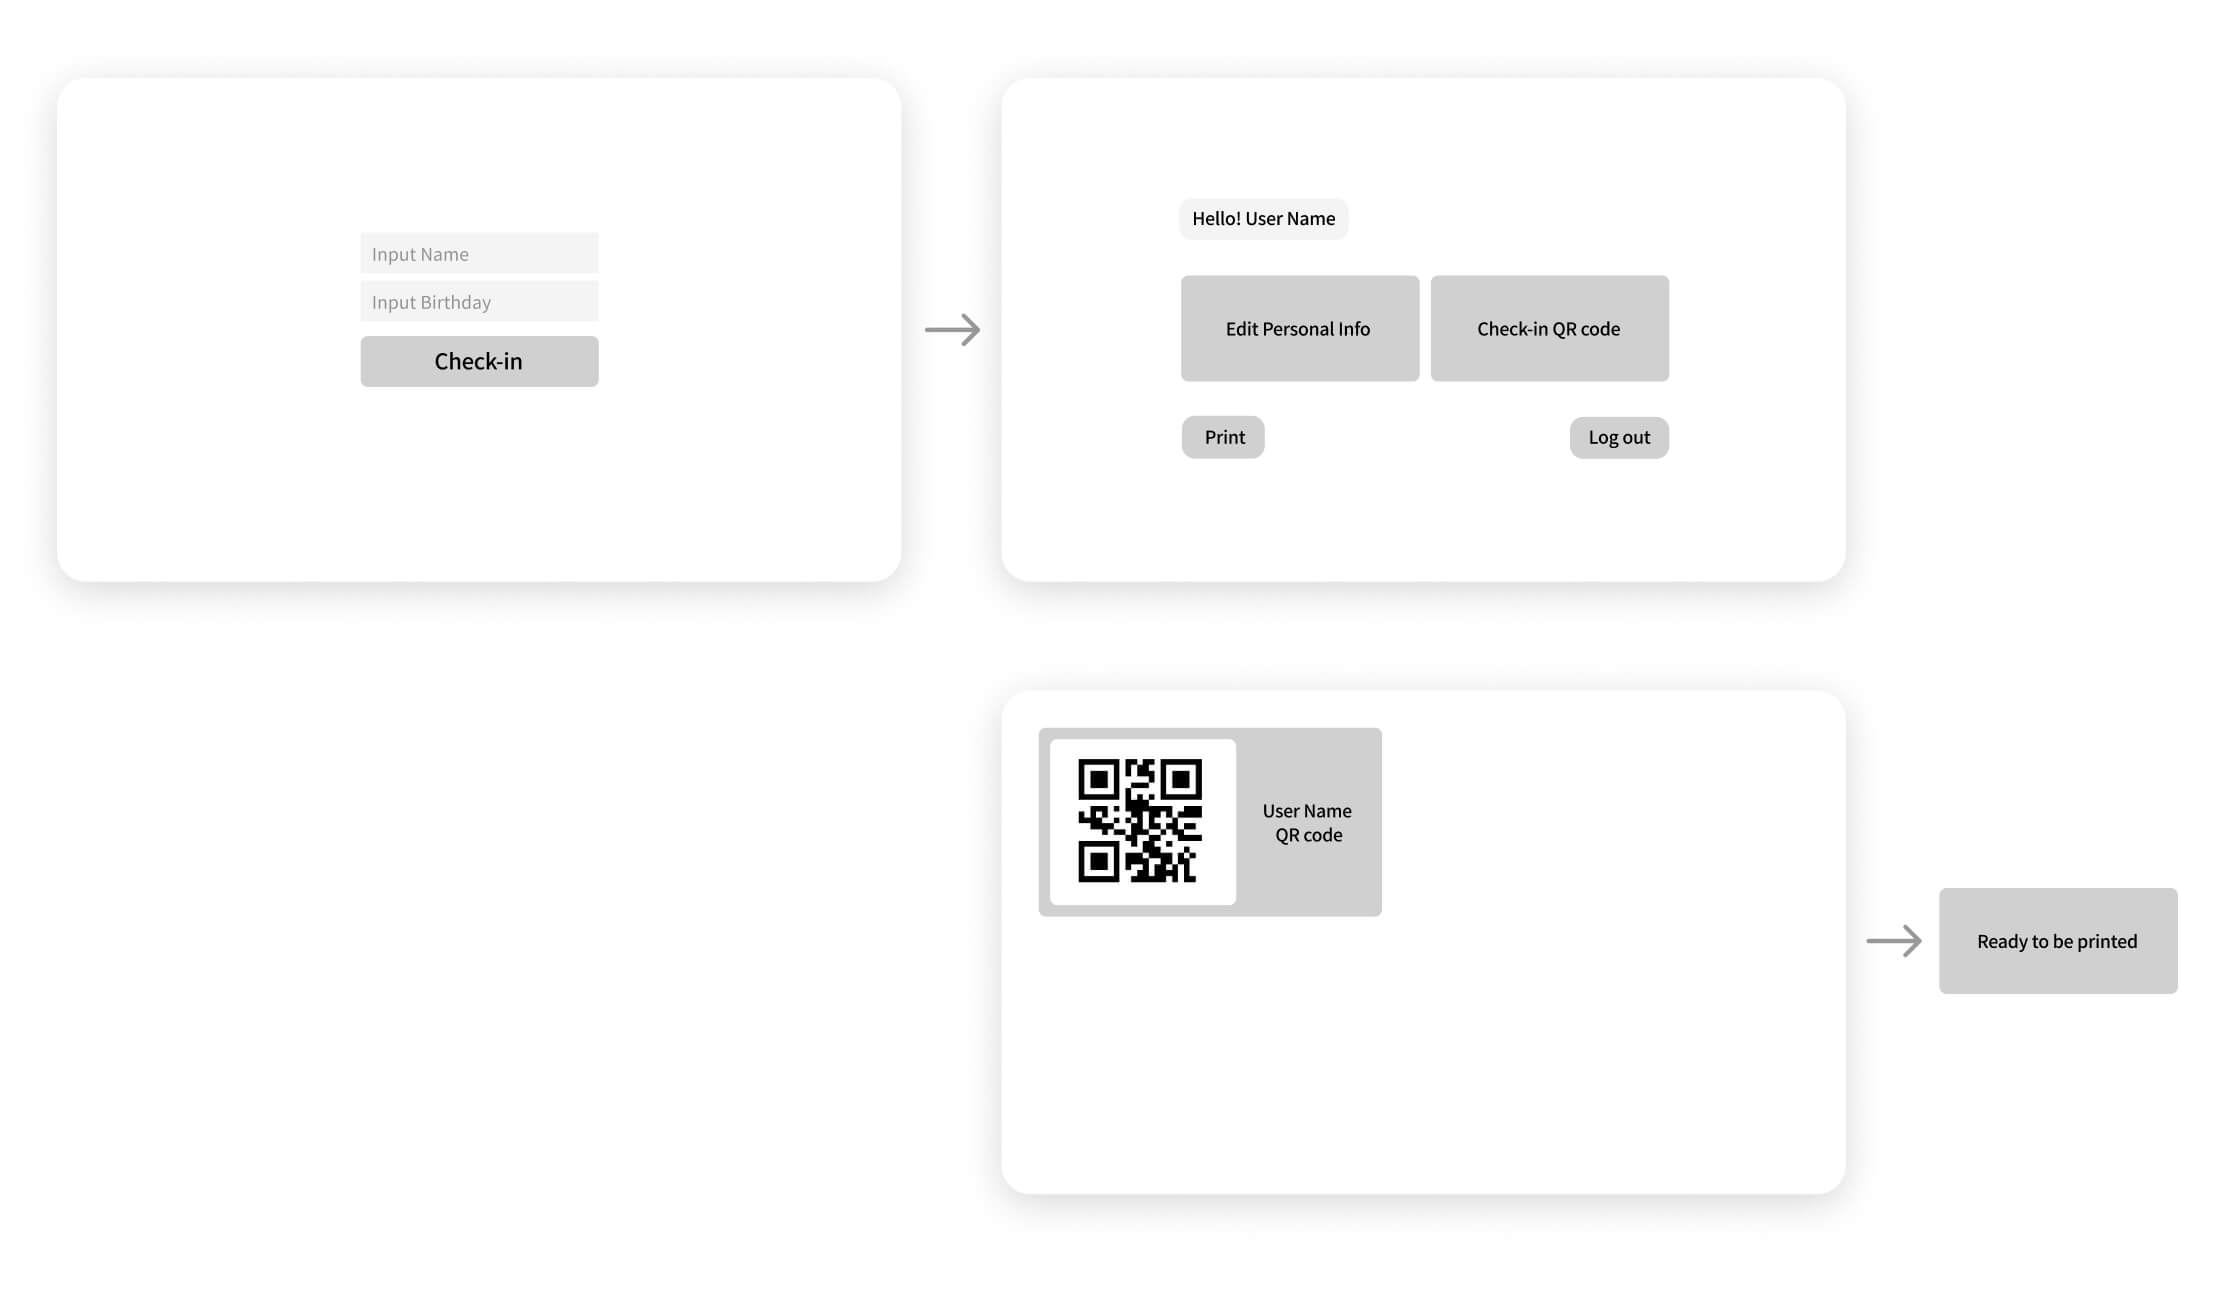 Input Name
Input Birthday
Check-in
Hello! User Name
Edit Personal Info
Check-in QR code
Print
Log out
User Name
QR code
Ready to be printed